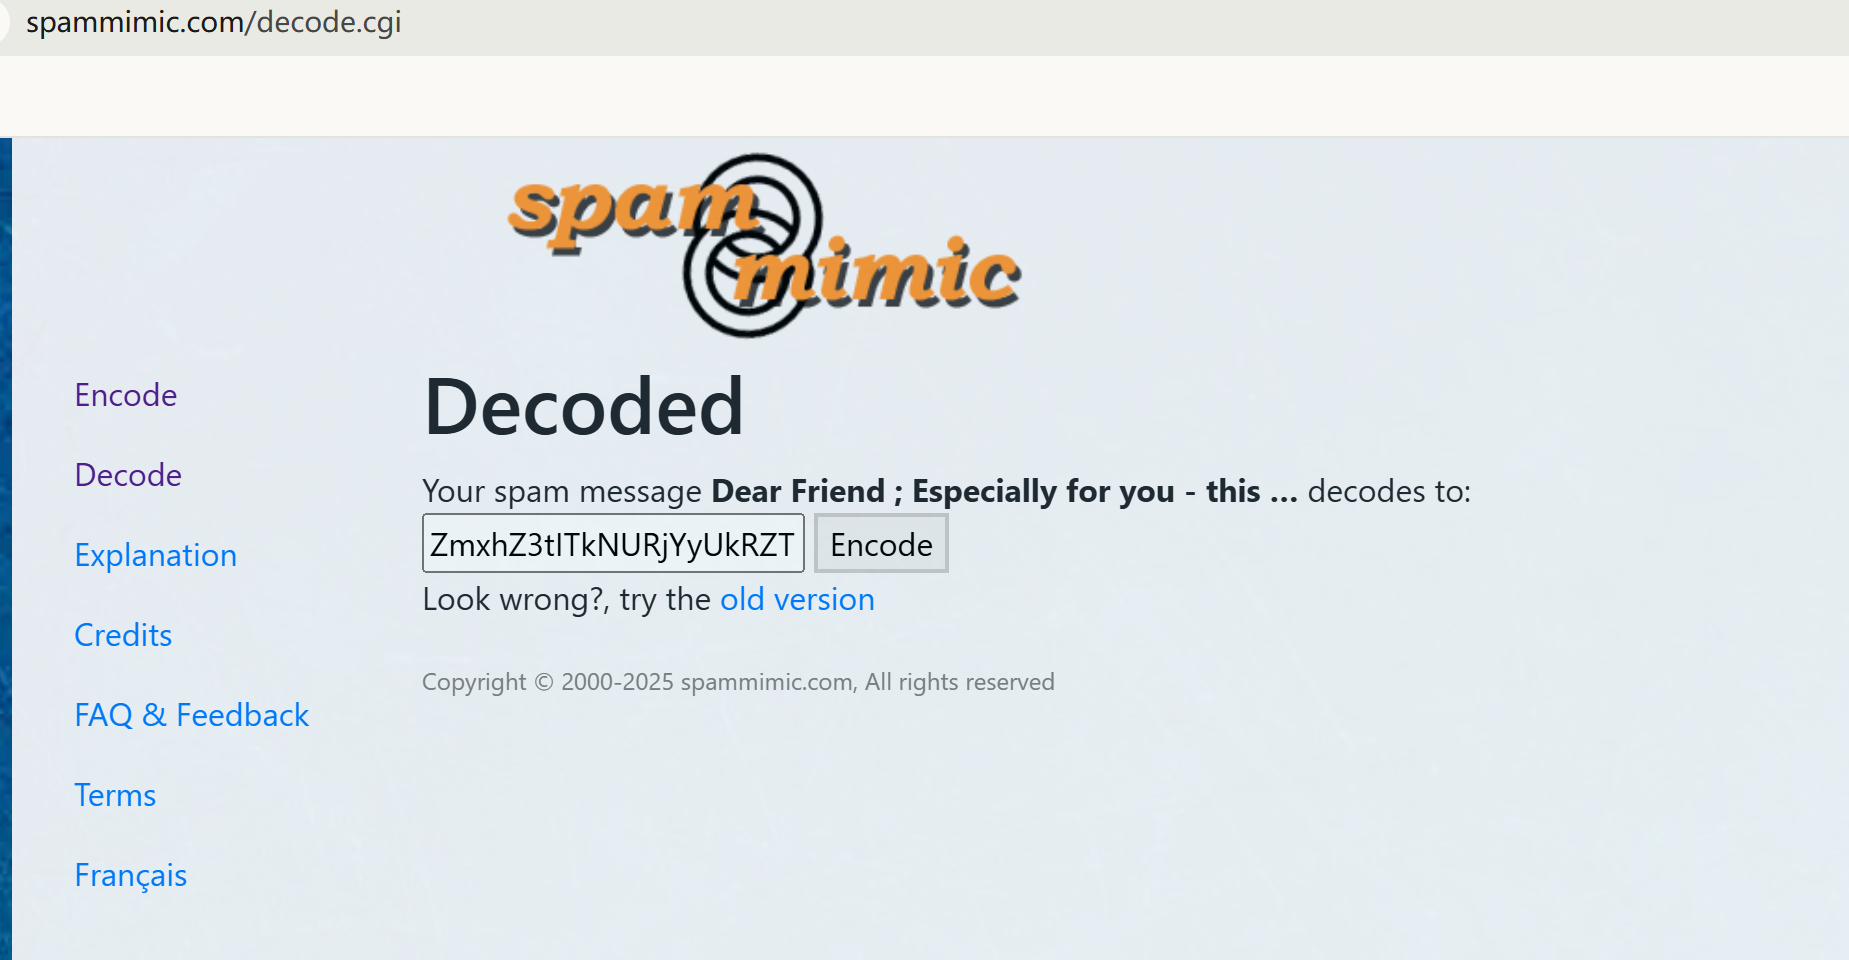 spammimic.com/decode.cgi
spam
mimic
Encode
Decode
Explanation
Credits
FAQ & Feedback
Terms
Français
Decoded
Your spam message Dear Friend ; Especially for you - this ... decodes to:
ZmxhZ3tITkNURjYyUkRZT
Encode
Look wrong?, try the old version
Copyright © 2000-2025 spammimic.com, All rights reserved